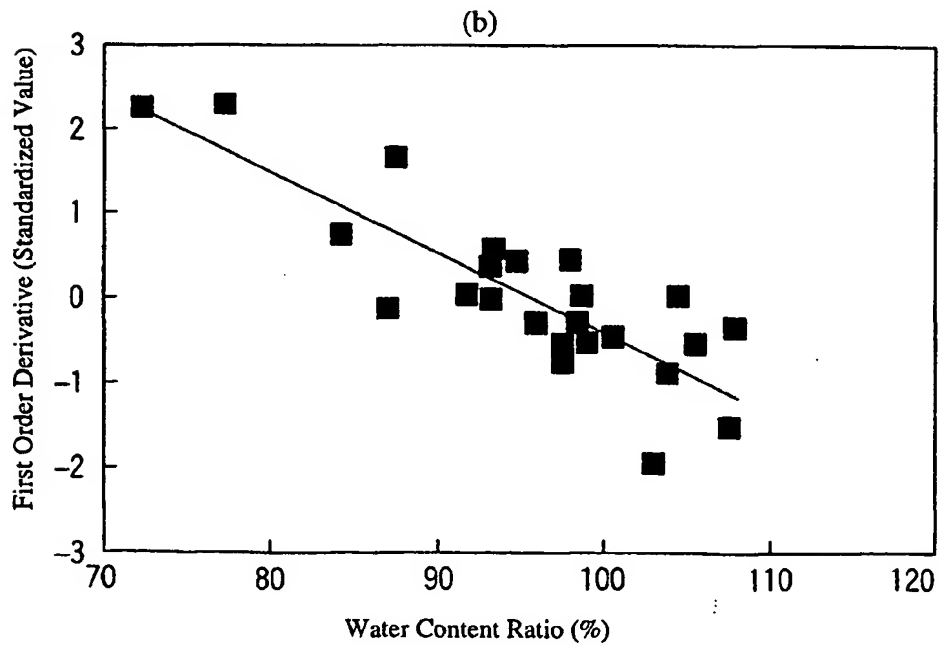 (b)
First Order Derivative (Standardized Value)
3
2
1
0
−1
−2
−3
70 80 90 100 110 120
Water Content Ratio (%)